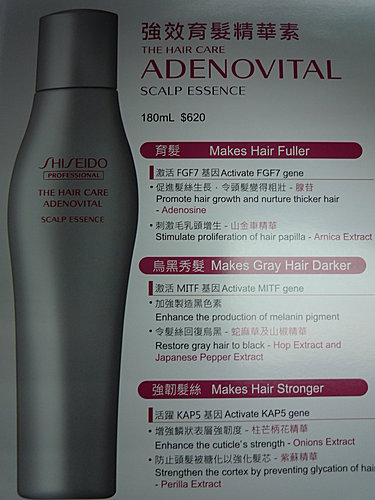 強效育髮精華素
THE HAIR CARE
ADENOVITAL
SCALP ESSENCE
180mL $620
SHISEIDO
PROFESSIONAL
THE HAIR CARE
ADENOVITAL
SCALP ESSENCE
育髮 Makes Hair Fuller
激活 FGF7 基因 Activate FGF7 gene
・促進髮絲生長﹐令頭髮變得粗壯 - 腺苷
Promote hair growth and nurture thicker hair
- Adenosine
・刺激毛乳頭增生 - 山金車精華
Stimulate proliferation of hair papilla - Arnica Extract
烏黑秀髮 Makes Gray Hair Darker
激活 MITF 基因 Activate MITF gene
・加強製造黑色素
Enhance the production of melanin pigment
・令髮絲回復烏黑 - 蛇麻草及山椒精華
Restore gray hair to black - Hop Extract and
Japanese Pepper Extract
強韌髮絲 Makes Hair Stronger
活躍 KAP5 基因 Activate KAP5 gene
・增強鱗狀表層強韌度 - 柱芒柄花精華
Enhance the cuticle's strength - Onions Extract
・防止頭髮被糖化以強化髮芯 - 紫蘇精華
Strengthen the cortex by preventing glycation of hai
- Perilla Extract